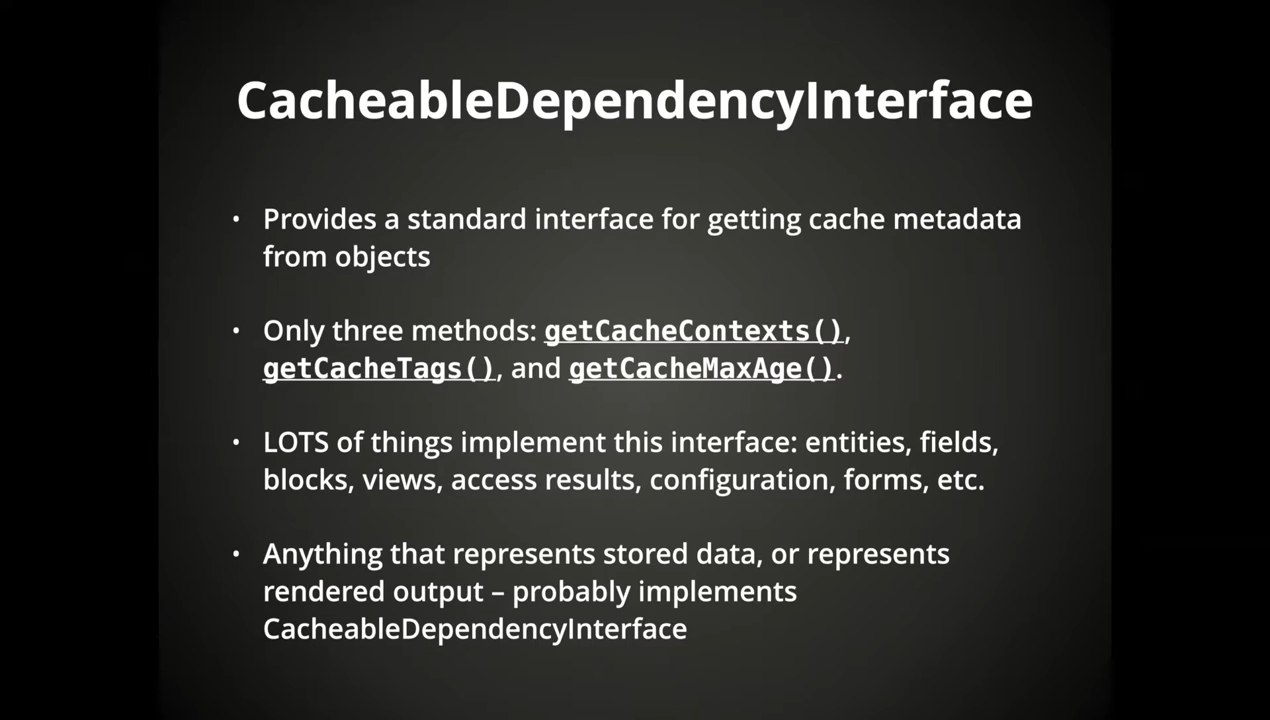 CacheableDependencyInterface
• Provides a standard interface for getting cache metadata
from objects
• Only three methods: getCacheContexts(),
getCacheTags(), and getCacheMaxAge().
• LOTS of things implement this interface: entities, fields,
blocks, views, access results, configuration, forms, etc.
• Anything that represents stored data, or represents
rendered output – probably implements
CacheableDependencyInterface